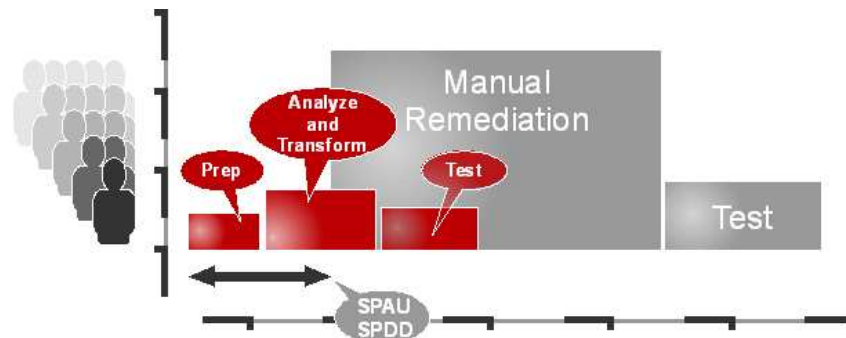 Manual
Remediation
Analyze
and
Transform
Prep
Test
Test
SPAU
SPDD